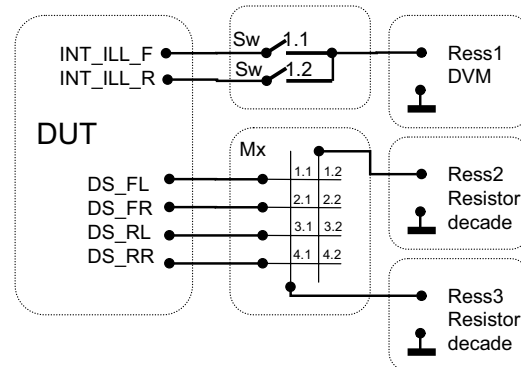 INT_ILL_F
INT_ILL_R
DUT
DS_FL
DS_FR
DS_RL
DS_RR
Sw 1.1
Sw 1.2
Mx
1.1 1.2
2.1 2.2
3.1 3.2
4.1 4.2
Ress1
DVM
Ress2
Resistor
decade
Ress3
Resistor
decade